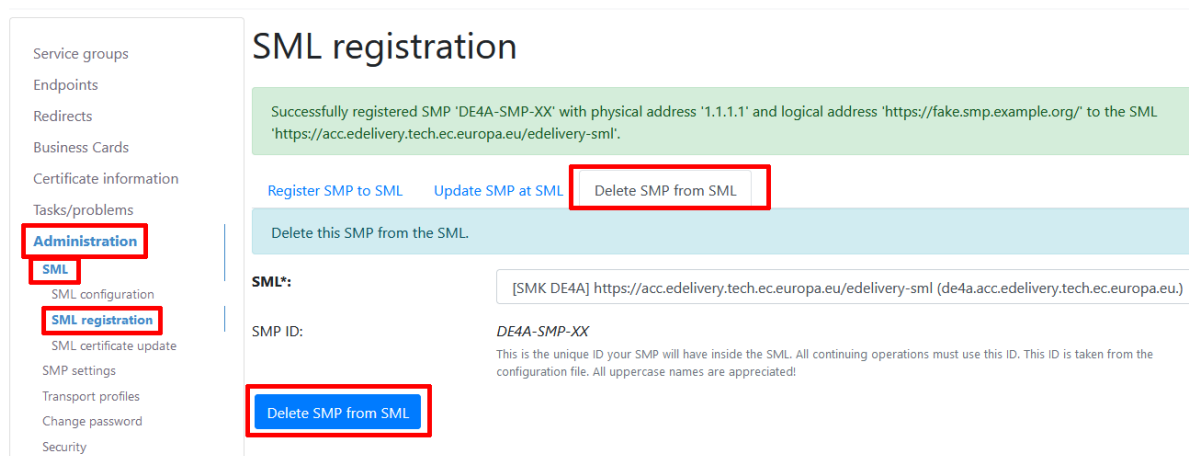 Service groups
Endpoints
Redirects
Business Cards
Certificate information
Tasks/problems
Administration
SML
SML configuration
SML registration
SML certificate update
SMP settings
Transport profiles
Change password
Security
SML registration
Successfully registered SMP 'DE4A-SMP-XX' with physical address '1.1.1.1' and logical address 'https://fake.smp.example.org/' to the SML
'https://acc.edelivery.tech.ec.europa.eu/edelivery-sml'.
Register SMP to SML Update SMP at SML Delete SMP from SML
Delete this SMP from the SML.
SML*: [SMK DE4A] https://acc.edelivery.tech.ec.europa.eu/edelivery-sml (de4a.acc.edelivery.tech.ec.europa.eu.)
SMP ID: DE4A-SMP-XX
This is the unique ID your SMP will have inside the SML. All continuing operations must use this ID. This ID is taken from the
configuration file. All uppercase names are appreciated!
Delete SMP from SML